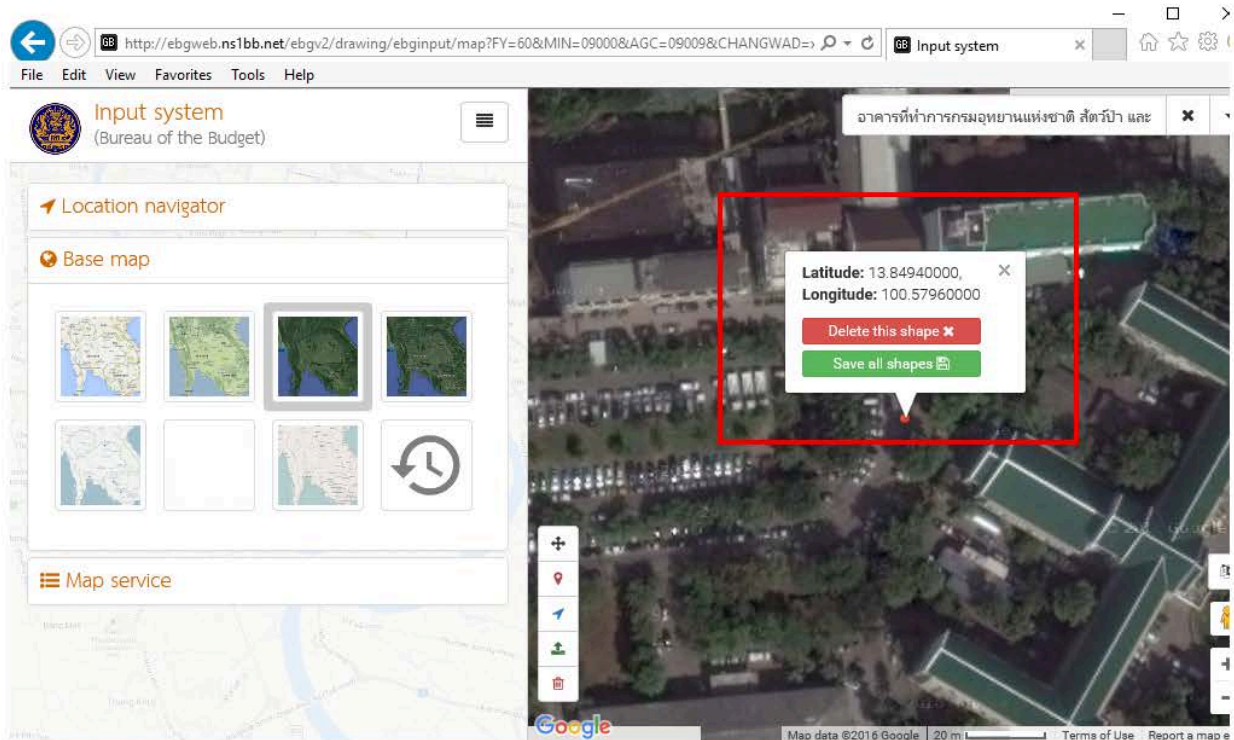 http://ebgweb.ns1bb.net/ebgv2/drawing/ebginput/map?FY=60&MIN=09000&AGC=09009&CHANGWAD=
Input system
File Edit View Favorites Tools Help
Input system
(Bureau of the Budget)
อาคารที่ทำการกรมอุทยานแห่งชาติ สัตว์ป่า และ
Location navigator
Base map
Latitude: 13.84940000,
Longitude: 100.57960000
Delete this shape
Save all shapes
Map service
Google
Map data ©2016 Google 20 m Terms of Use Report a map e